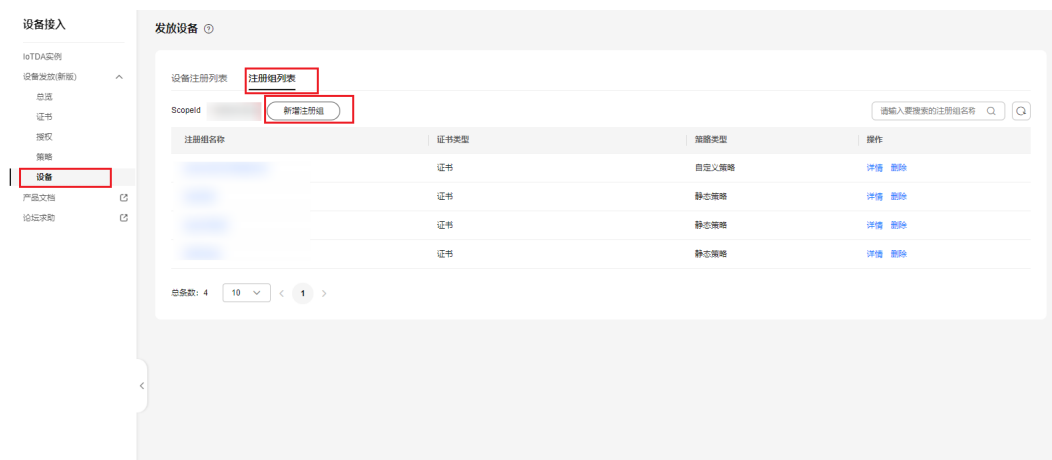 设备接入
IoTDA实例
设备发放(新版)
总览
证书
授权
策略
设备
产品文档
论坛求助
发放设备
设备注册列表 注册组列表
ScopeId 新增注册组 请输入要搜索的注册组名称
注册组名称 证书类型 策略类型 操作
证书 自定义策略 详情 删除
证书 静态策略 详情 删除
证书 静态策略 详情 删除
证书 静态策略 详情 删除
总条数: 4 10 < 1 >